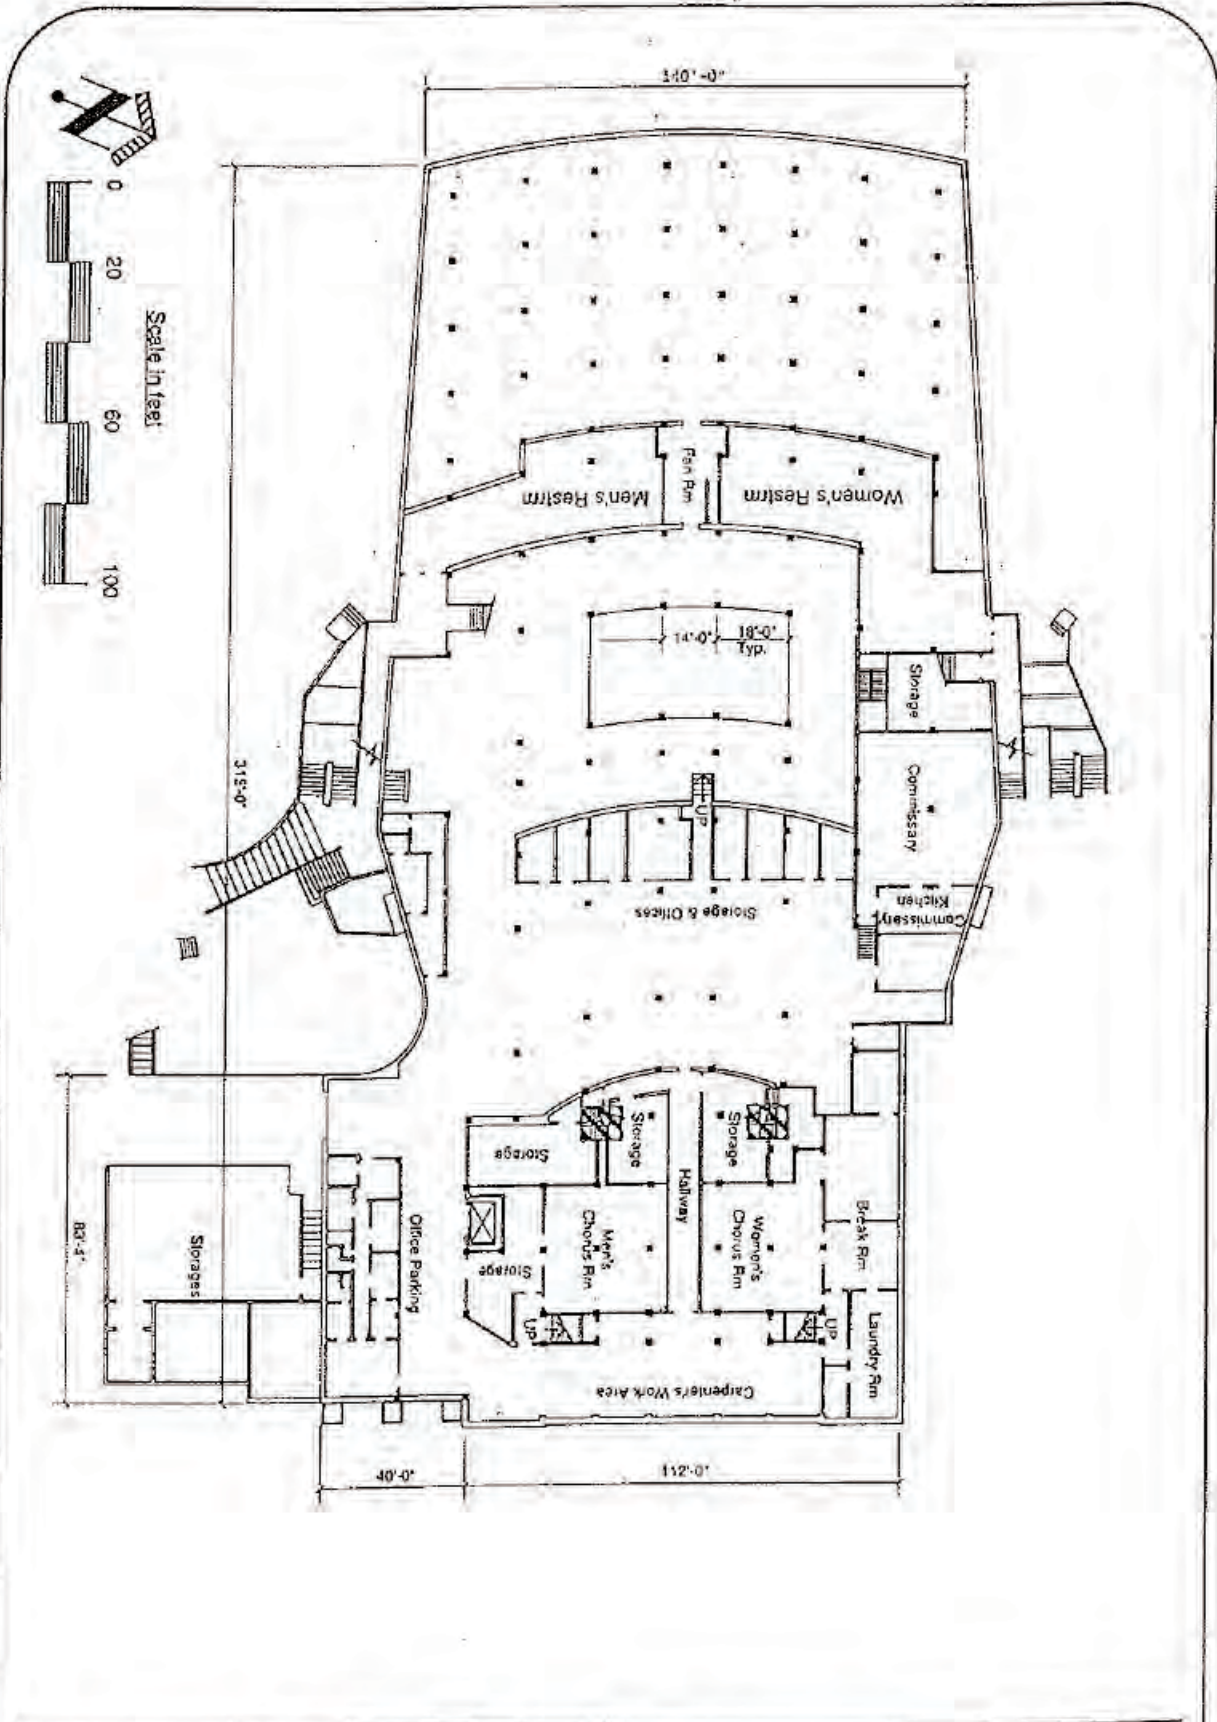 140'-0"
0
20
60
100
Scale in feet
Men's Restrm
Fan Rm
Women's Restrm
14'-0"
18'-0"
Typ.
Storage
315'-0"
UP
Commissary
Storage & Offices
Commissary
Kitchen
Storage
Storage
Storage
Hallway
Break Rm
Storages
Office Parking
Storage
Men's
Chorus Rm
Women's
Chorus Rm
UP
UP
Laundry Rm
Carpenter's Work Area
40'-0"
112'-0"